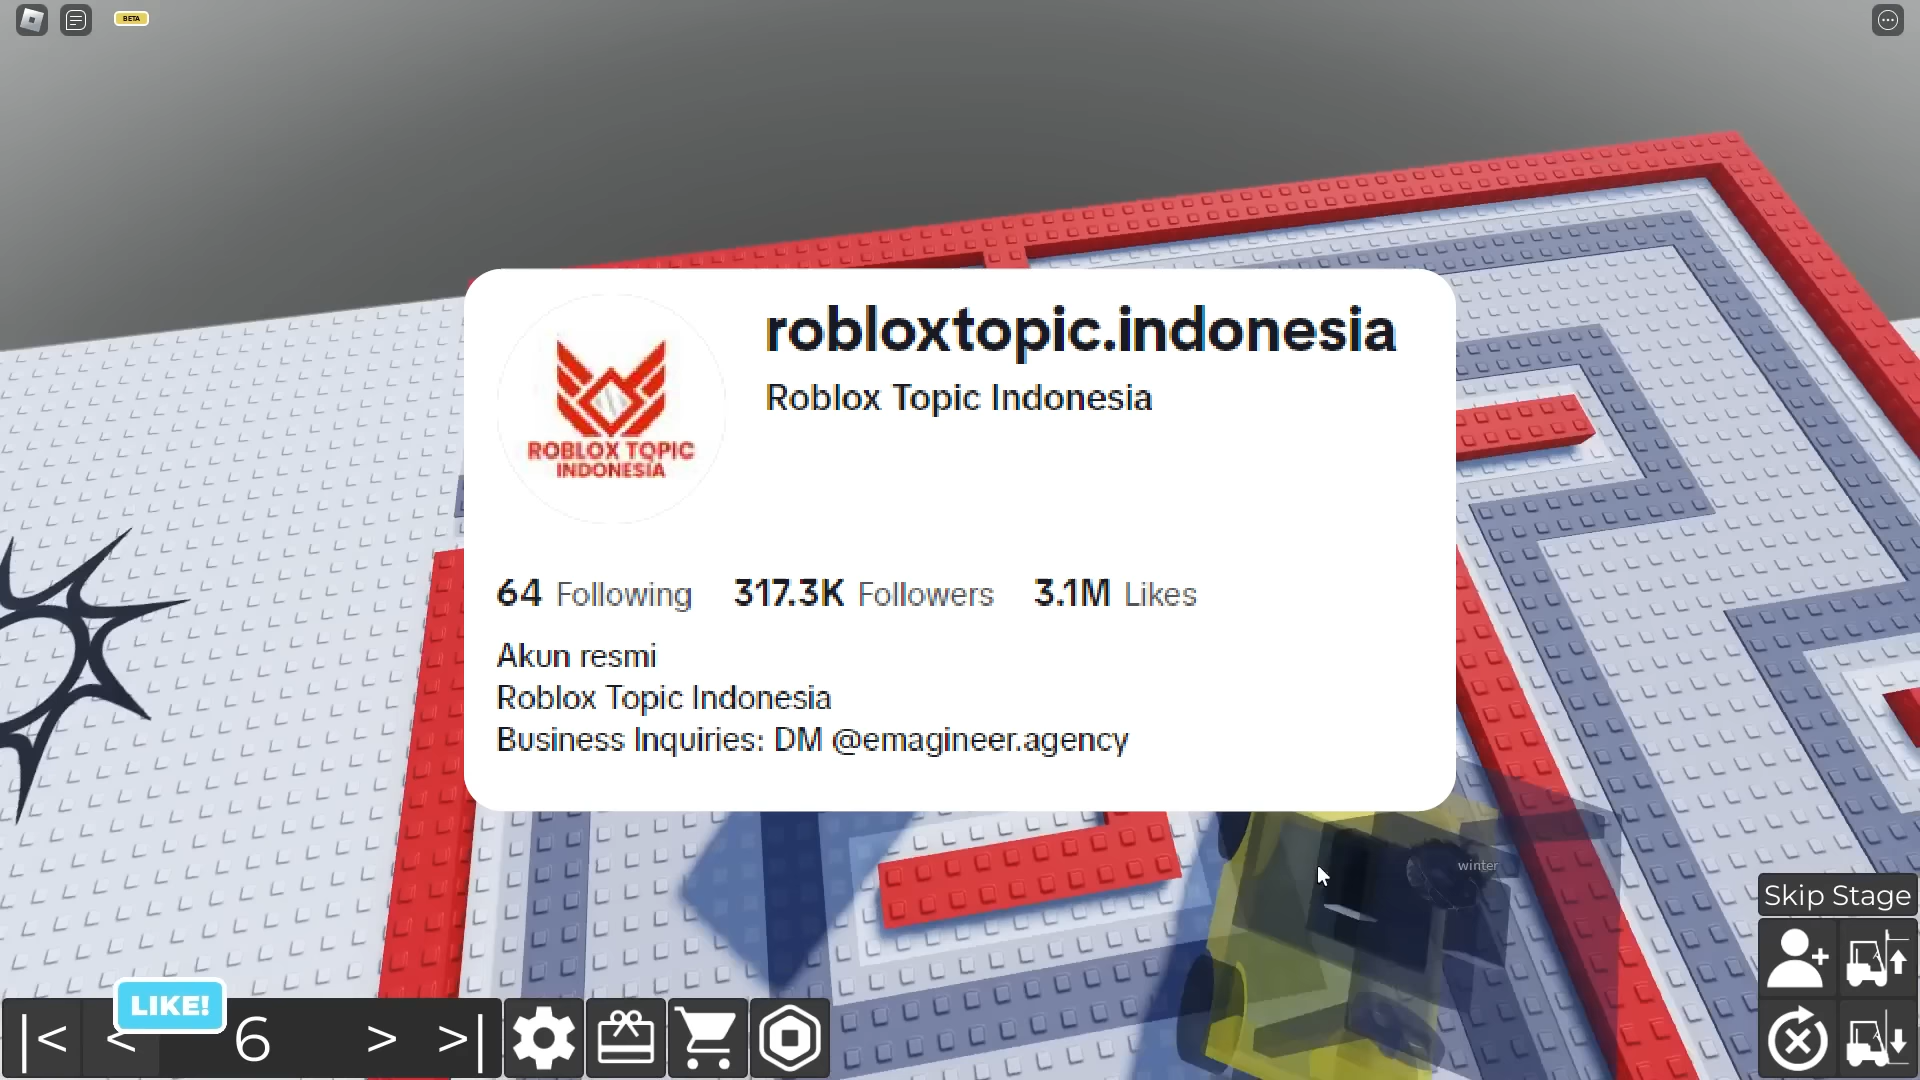 BETA
robloxtopic.indonesia
Roblox Topic Indonesia
ROBLOX TOPIC
INDONESIA
64 Following 317.3K Followers 3.1M Likes
Akun resmi
Roblox Topic Indonesia
Business Inquiries: DM @emagineer.agency
winter
Skip Stage
LIKE!
|< < 6 > >|